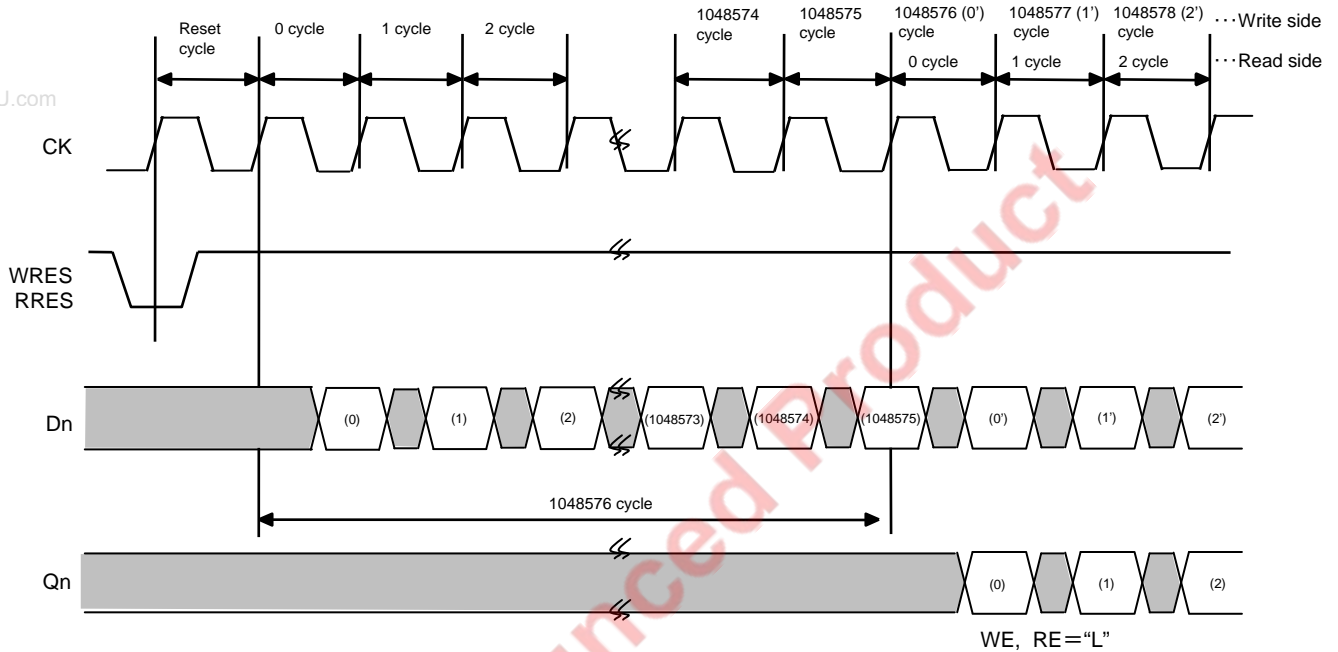 Reset cycle
0 cycle
1 cycle
2 cycle
1048574 cycle
1048575 cycle
1048576 (0') cycle
1048577 (1') cycle
1048578 (2') cycle
···Write side
0 cycle
1 cycle
2 cycle
···Read side
U.com
CK
WRES
RRES
Dn
(0)
(1)
(2)
(1048573)
(1048574)
(1048575)
(0')
(1')
(2')
1048576 cycle
Qn
(0)
(1)
(2)
WE, RE＝“L”
nced Product